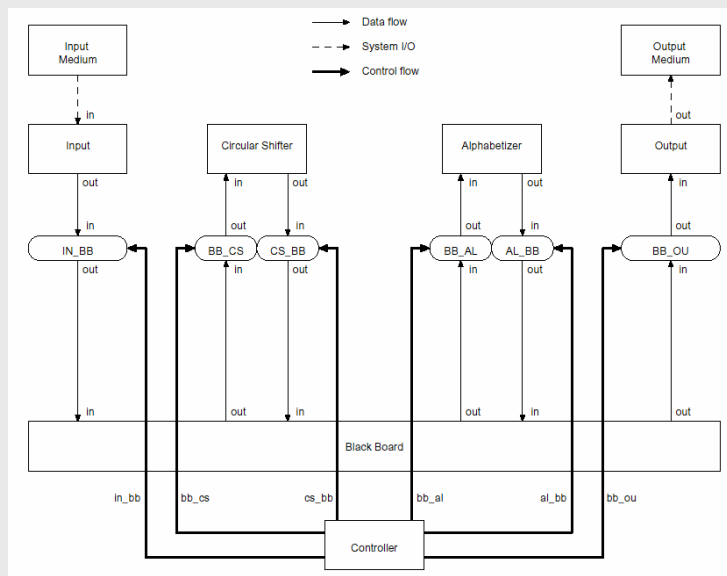 Data flow
System I/O
Control flow
Input
Medium
Output
Medium
in
out
Input
Circular Shifter
Alphabetizer
Output
out
in
out
in
out
in
in
out
in
out
in
out
IN_BB
BB_CS
CS_BB
BB_AL
AL_BB
BB_OU
out
in
out
in
out
in
in
out
in
out
in
out
Black Board
in_bb
bb_cs
cs_bb
bb_al
al_bb
bb_ou
Controller